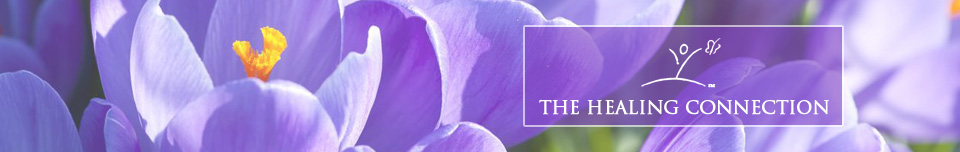 THE HEALING CONNECTION